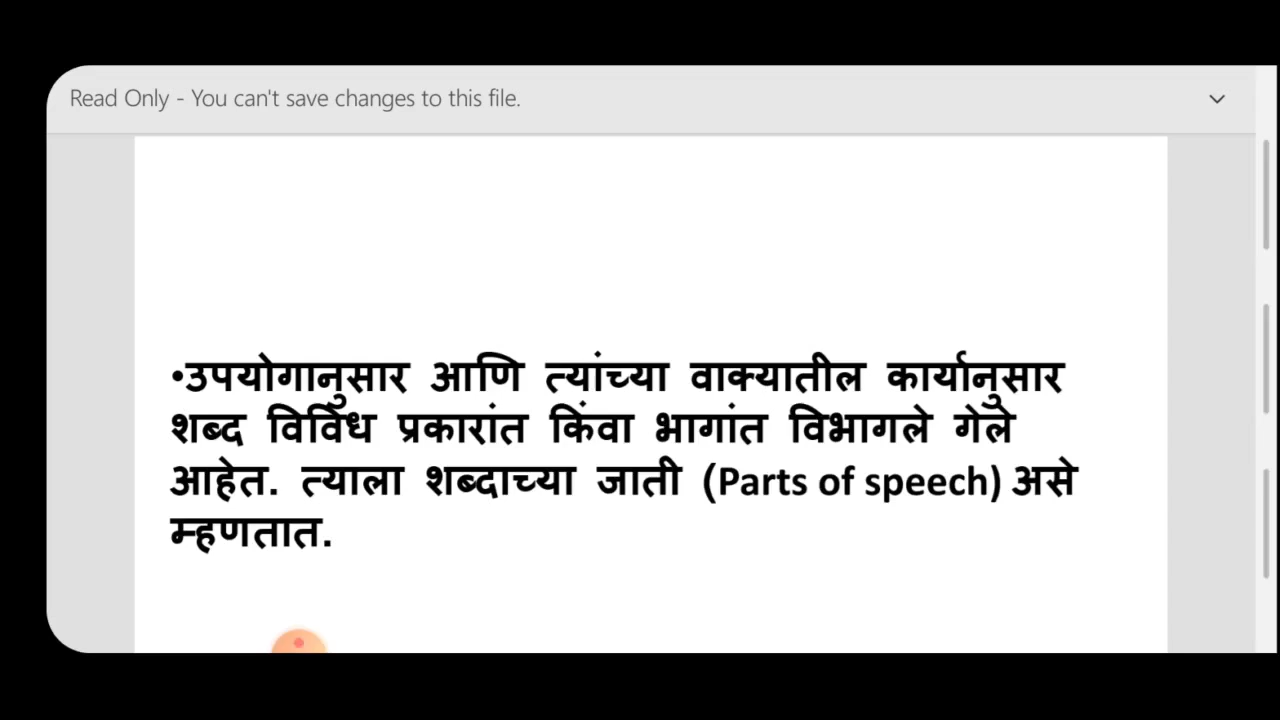 Read Only - You can't save changes to this file.
•उपयोगानुसार आणि त्यांच्या वाक्यातील कार्यानुसार
शब्द विविध प्रकारांत किंवा भागांत विभागले गेले
आहेत. त्याला शब्दाच्या जाती (Parts of speech) असे
म्हणतात.